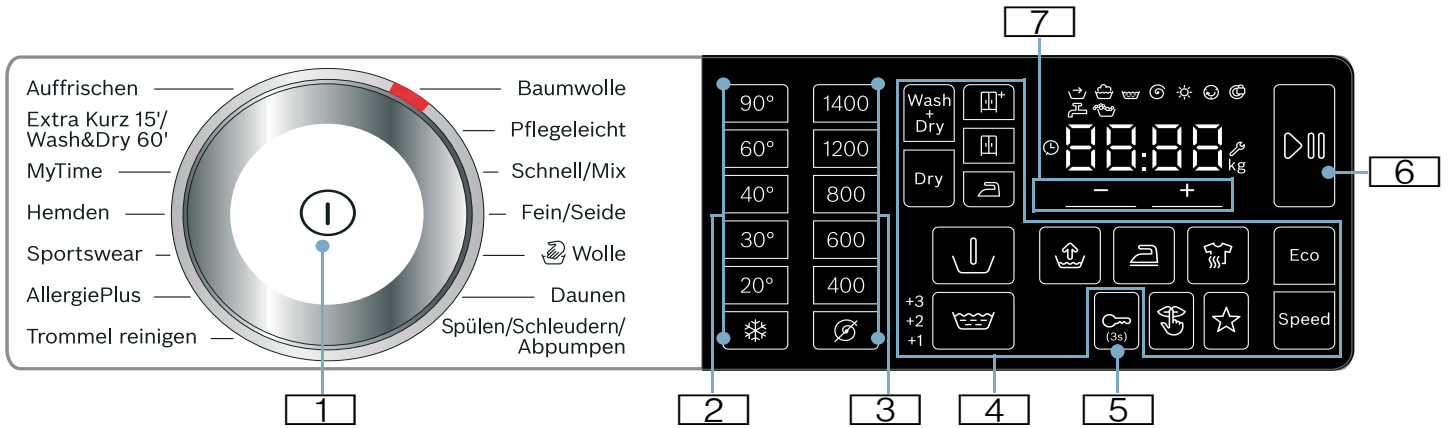 7
Auffrischen
Extra Kurz 15'/
Wash&Dry 60'
MyTime
Hemden
Sportswear
AllergiePlus
Trommel reinigen
Baumwolle
Pflegeleicht
Schnell/Mix
Fein/Seide
Wolle
Daunen
Spülen/Schleudern/
Abpumpen
90°
60°
40°
30°
20°
1400
1200
800
600
400
Wash
+
Dry
Dry
+
88:88
kg
− +
+3
+2
+1
(3s)
Eco
Speed
1
2
3
4
5
6